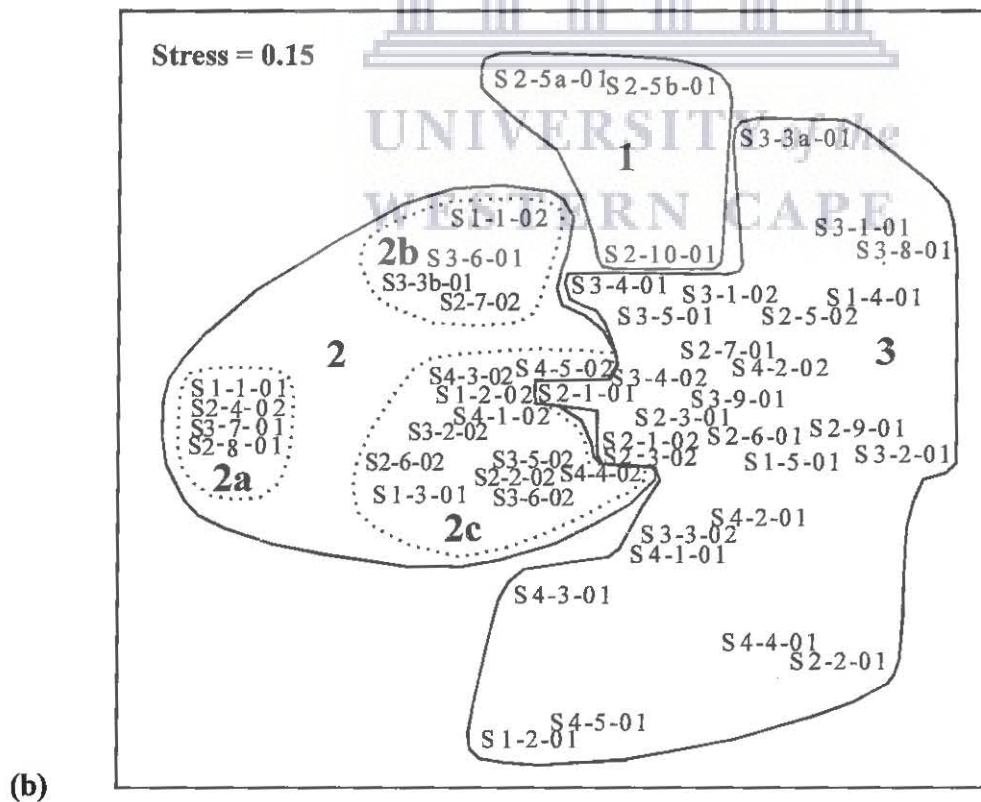 Stress = 0.15
S2-5a-01
S2-5b-01
UNIVERSITY of the
S3-3a-01
1
WESTERN CAPE
S1-1-02
S3-1-01
2b
S3-6-01
S2-10-01
S3-8-01
S3-3b-01
S3-4-01
S3-1-02
S1-4-01
S2-7-02
S3-5-01
S2-5-02
2
S2-7-01
3
S4-3-02
S4-5-02
S3-4-02
S4-2-02
S1-1-01
S1-2-02
S2-1-01
S3-9-01
S2-4-02
S4-1-02
S2-3-01
S3-7-01
S3-2-02
S2-1-02
S2-6-01
S2-9-01
S2-8-01
S2-3-02
S1-5-01
S3-2-01
2a
S2-6-02
S3-5-02
S2-2-02
S4-4-02
S1-3-01
S3-6-02
2c
S4-2-01
S3-3-02
S4-1-01
S4-3-01
S4-4-01
S2-2-01
S4-5-01
S1-2-01
(b)